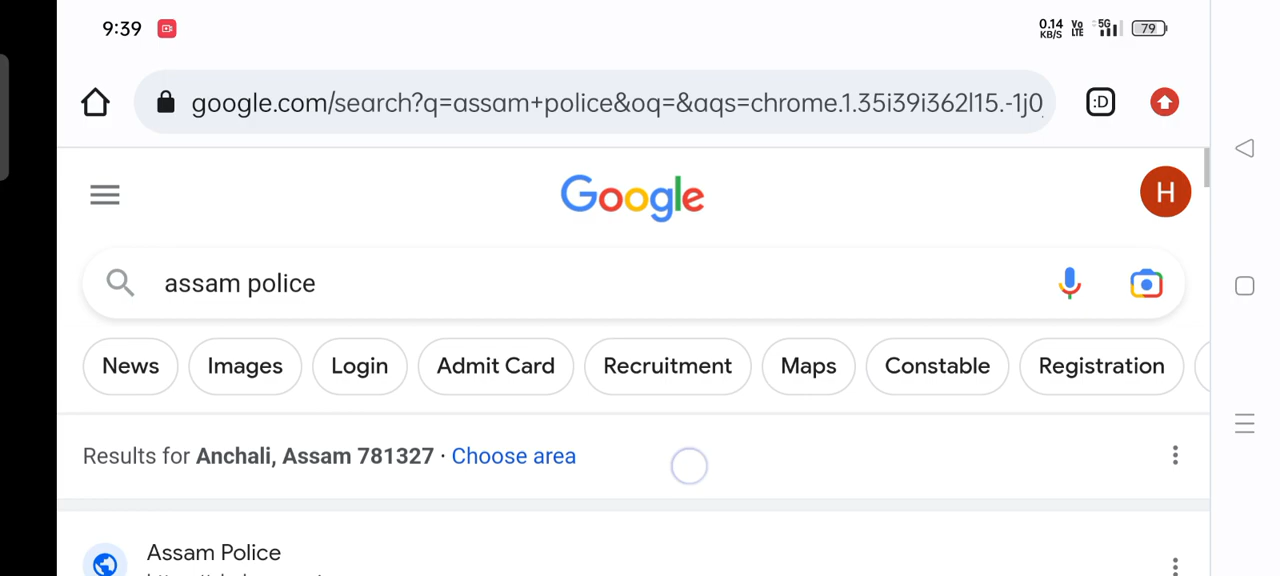 9:39
0.14 KB/S Vo LTE 5G 79
google.com/search?q=assam+police&oq=&aqs=chrome.1.35i39i362l15.-1j0
:D
Google
H
assam police
News Images Login Admit Card Recruitment Maps Constable Registration
Results for Anchali, Assam 781327 · Choose area
Assam Police